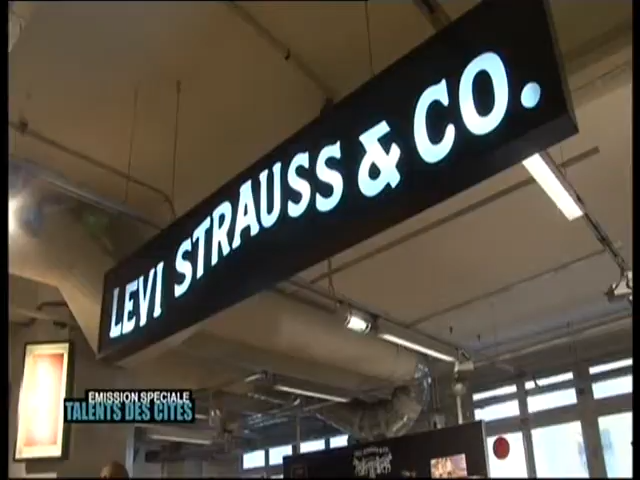 LEVI STRAUSS & CO.
EMISSION SPECIALE
TALENTS DES CITES